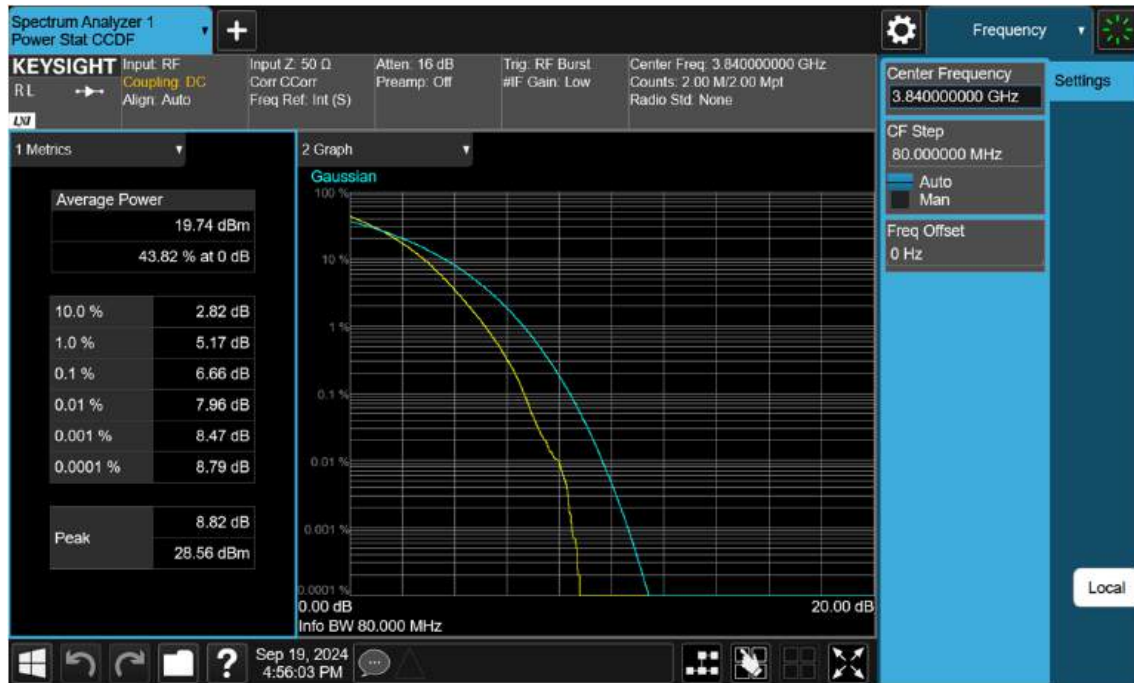 Spectrum Analyzer 1
Power Stat CCDF
+
Frequency
KEYSIGHT
RL
LXI
Input: RF
Coupling: DC
Align: Auto
Input Z: 50 Ω
Corr CCorr
Freq Ref: Int (S)
Atten: 16 dB
Preamp: Off
Trig: RF Burst
#IF Gain: Low
Center Freq: 3.840000000 GHz
Counts: 2.00 M/2.00 Mpt
Radio Std: None
Center Frequency
3.840000000 GHz
Settings
CF Step
80.000000 MHz
Auto
Man
Freq Offset
0 Hz
1 Metrics
Average Power
19.74 dBm
43.82 % at 0 dB
10.0 % 2.82 dB
1.0 % 5.17 dB
0.1 % 6.66 dB
0.01 % 7.96 dB
0.001 % 8.47 dB
0.0001 % 8.79 dB
Peak
8.82 dB
28.56 dBm
2 Graph
Gaussian
100 %
10 %
1 %
0.1 %
0.01 %
0.001 %
0.0001 %
0.00 dB 20.00 dB
Info BW 80.000 MHz
Local
?
Sep 19, 2024
4:56:03 PM